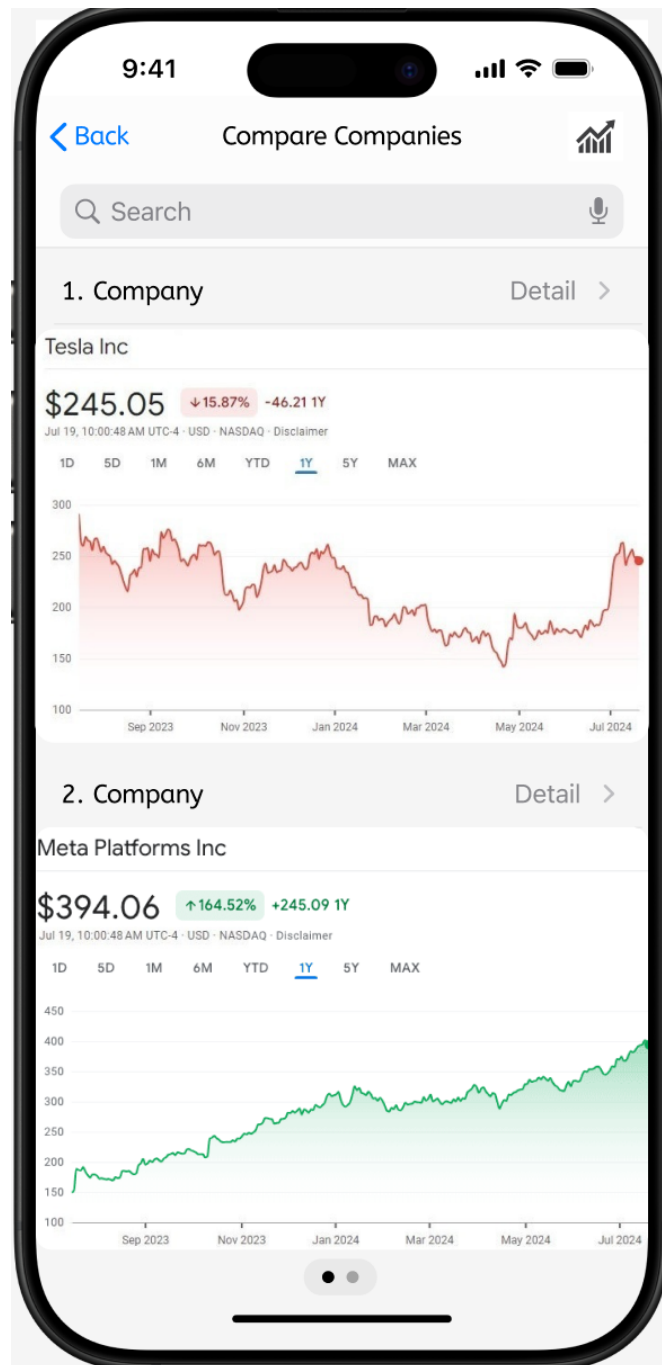 9:41
Back Compare Companies
Search
1. Company Detail
Tesla Inc
$245.05 ↓15.87% -46.21 1Y
Jul 19, 10:00:48 AM UTC-4 · USD · NASDAQ · Disclaimer
1D 5D 1M 6M YTD 1Y 5Y MAX
300
250
200
150
100
Sep 2023 Nov 2023 Jan 2024 Mar 2024 May 2024 Jul 2024
2. Company Detail
Meta Platforms Inc
$394.06 ↑164.52% +245.09 1Y
Jul 19, 10:00:48 AM UTC-4 · USD · NASDAQ · Disclaimer
1D 5D 1M 6M YTD 1Y 5Y MAX
450
400
350
300
250
200
150
100
Sep 2023 Nov 2023 Jan 2024 Mar 2024 May 2024 Jul 2024